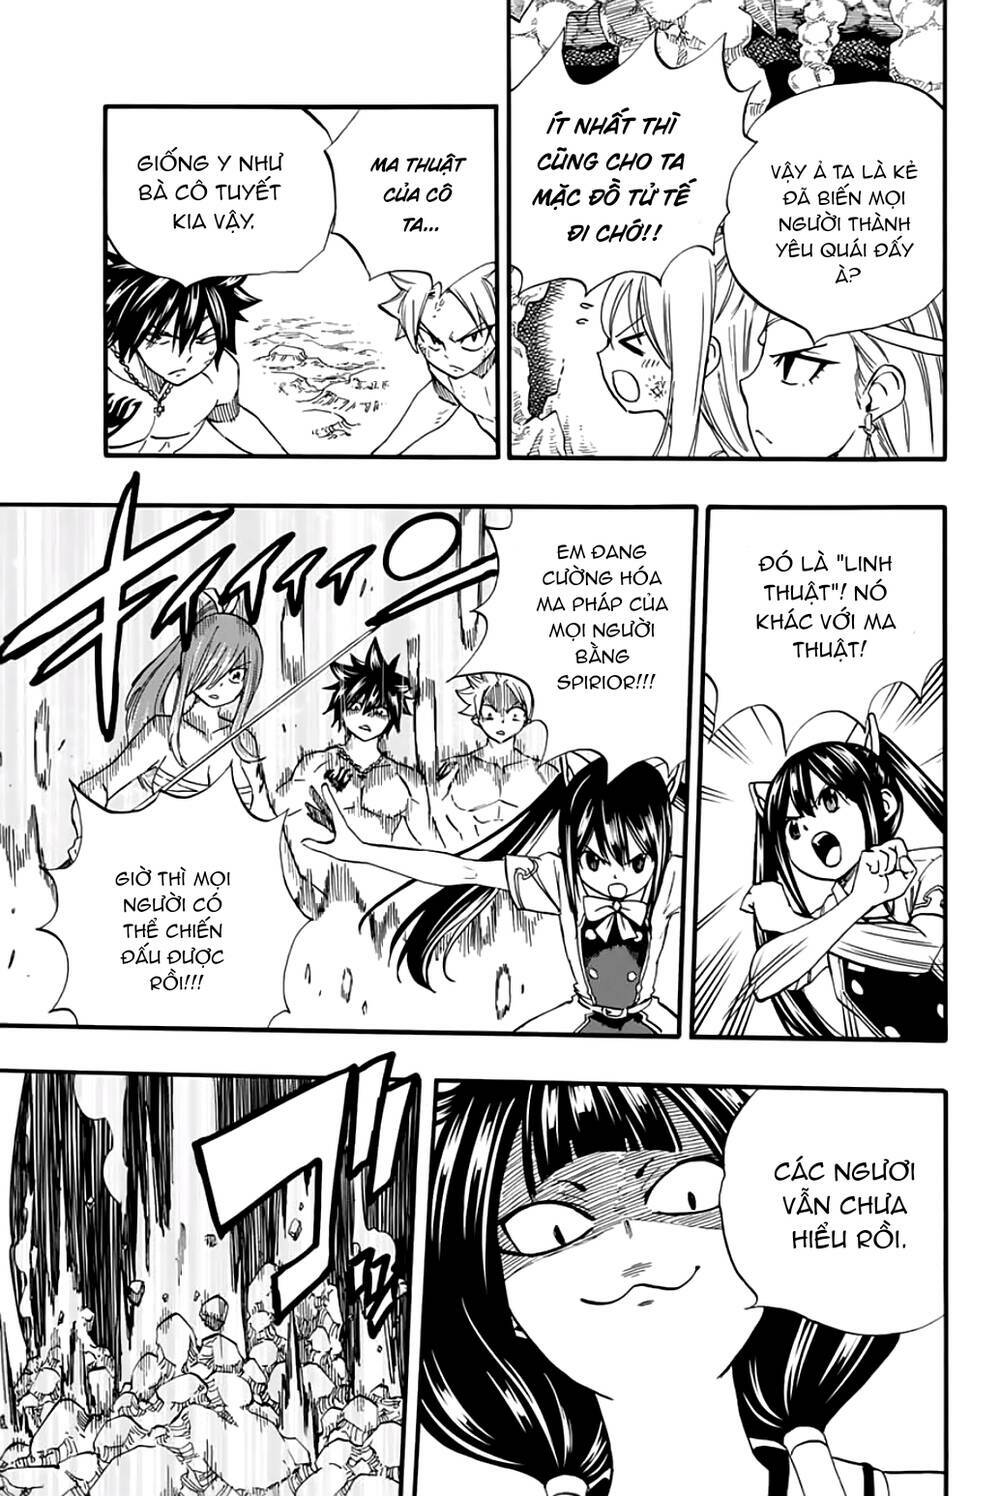 VẬY Ả TA LÀ KẺ
ĐÃ BIẾN MỌI
NGƯỜI THÀNH
YÊU QUÁI ĐẤY
À?
ÍT NHẤT THÌ
CŨNG CHO TA
MẶC ĐỒ TỬ TẾ
ĐI CHỚ!!
MA THUẬT
CỦA CÔ
TA...
GIỐNG Y NHƯ
BÀ CÔ TUYẾT
KIA VẬY.
ĐÓ LÀ "LINH
THUẬT"! NÓ
KHÁC VỚI MA
THUẬT!
EM ĐANG
CƯỜNG HÓA
MA PHÁP CỦA
MỌI NGƯỜI
BẰNG
SPIRIOR!!!
GIỜ THÌ MỌI
NGƯỜI CÓ
THỂ CHIẾN
ĐẤU ĐƯỢC
RỒI!!!
CÁC NGƯƠI
VẪN CHƯA
HIỂU RỒI.